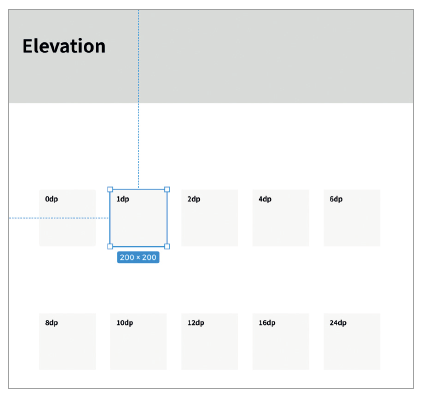 Elevation
0dp
1dp
2dp
4dp
6dp
200 × 200
8dp
10dp
12dp
16dp
24dp